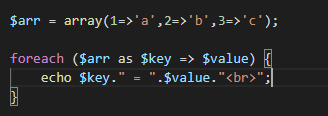 $arr = array(1=>'a',2=>'b',3=>'c');
foreach ($arr as $key => $value) {
    echo $key." = ".$value."<br>";
}